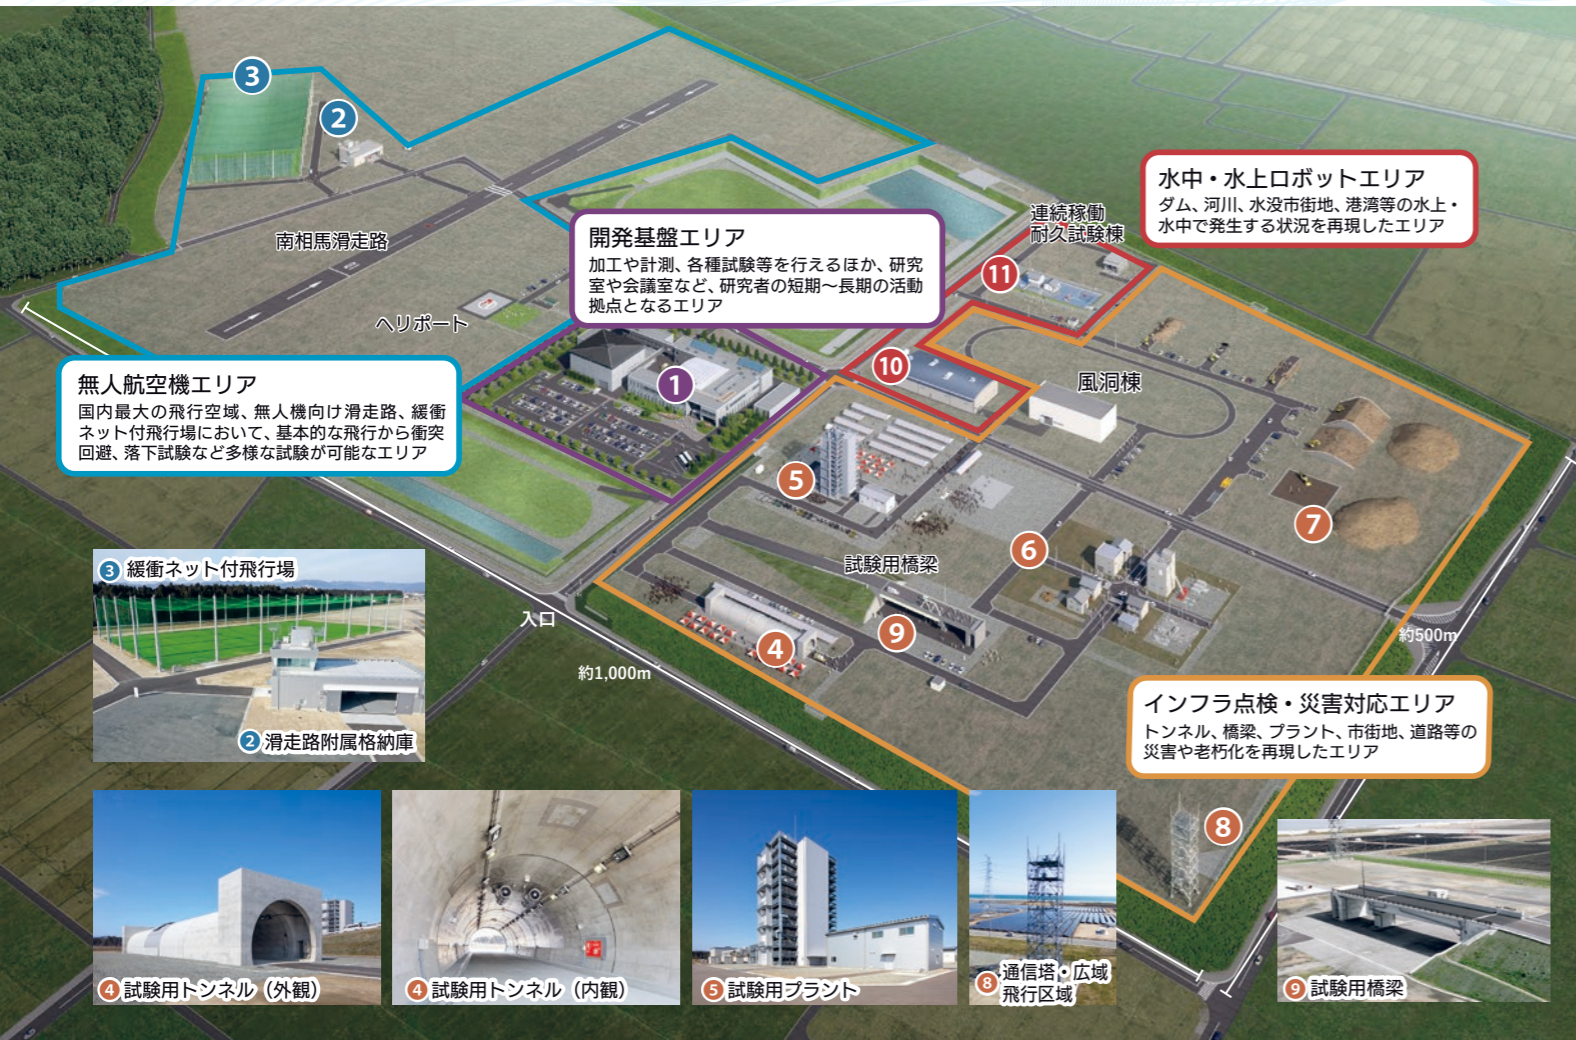 3
2
南相馬滑走路
ヘリポート
開発基盤エリア
加工や計測、各種試験等を行えるほか、研究
室や会議室など、研究者の短期～長期の活動
拠点となるエリア
1
水中・水上ロボットエリア
ダム、河川、水没市街地、港湾等の水上・
水中で発生する状況を再現したエリア
連続稼働
耐久試験棟
11
10
風洞棟
無人航空機エリア
国内最大の飛行空域、無人機向け滑走路、緩衝
ネット付飛行場において、基本的な飛行から衝突
回避、落下試験など多様な試験が可能なエリア
5
6
7
試験用橋梁
9
4
入口
約1,000m
約500m
インフラ点検・災害対応エリア
トンネル、橋梁、プラント、市街地、道路等の
災害や老朽化を再現したエリア
8
3 緩衝ネット付飛行場
2 滑走路附属格納庫
4 試験用トンネル（外観）
4 試験用トンネル（内観）
5 試験用プラント
8 通信塔・広域
飛行区域
9 試験用橋梁